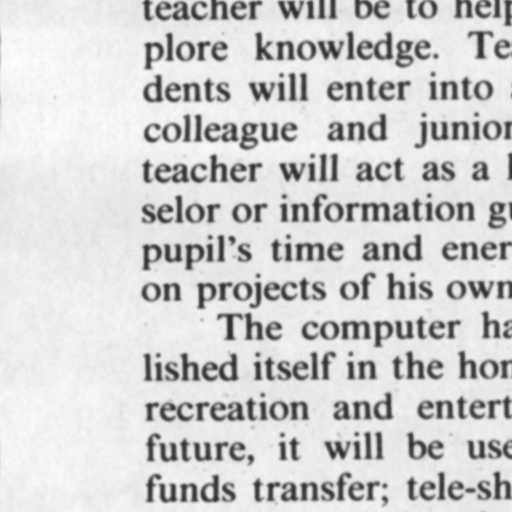 teacher will be to help
plore knowledge.
dents will enter into
colleague and junior
teacher will act as a
selor or information
pupil's time and ener
on projects of his own
The computer ha
lished itself in the hom
recreation and entert
future, it will be use
funds transfer; tele-sh